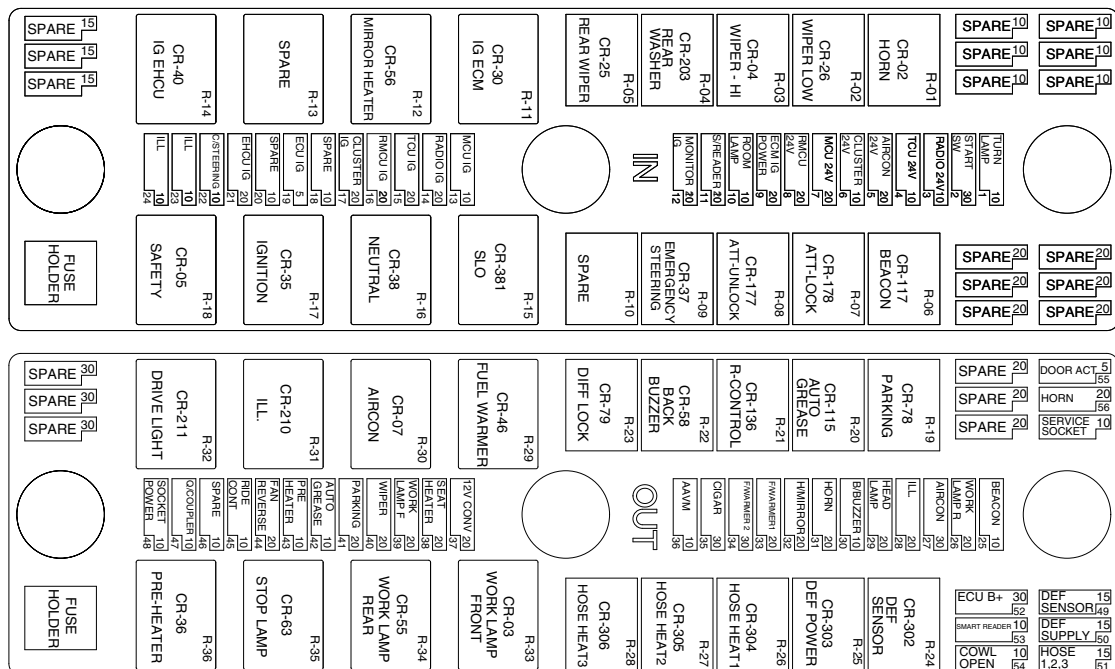 SPARE 15
SPARE 15
SPARE 15
CR-40
IG EHCU
R-14
SPARE
R-13
CR-56
MIRROR HEATER
R-12
CR-30
IG ECM
R-11
CR-25
REAR WIPER
R-05
CR-203
REAR
WASHER
R-04
CR-04
WIPER - HI
R-03
CR-26
WIPER LOW
R-02
CR-02
HORN
R-01
SPARE 10
SPARE 10
SPARE 10
SPARE 10
SPARE 10
SPARE 10
ILL 10
24
ILL 10
23
C/STEERING 10
22
EHCU IG 20
21
SPARE 10
20
ECU IG 5
19
SPARE 10
18
CLUSTER
IG 20
17
RMCU IG 20
16
TCU IG 20
15
RADIO IG 20
14
MCU IG 10
13
IN
MONITOR
IG 20
12
S/READER 20
11
ROOM
LAMP 10
10
ECM IG
POWER 20
9
RMCU
24V 20
8
MCU 24V 20
7
CLUSTER
24V 10
6
AIRCON
24V 20
5
TCU 24V 10
4
RADIO 24V 10
3
START
SW 30
2
TURN
LAMP 10
1
FUSE
HOLDER
CR-05
SAFETY
R-18
CR-35
IGNITION
R-17
CR-38
NEUTRAL
R-16
CR-381
SLO
R-15
SPARE
R-10
CR-37
EMERGENCY
STEERING
R-09
CR-177
ATT-UNLOCK
R-08
CR-178
ATT-LOCK
R-07
CR-117
BEACON
R-06
SPARE 20
SPARE 20
SPARE 20
SPARE 20
SPARE 20
SPARE 20
SPARE 30
SPARE 30
SPARE 30
CR-211
DRIVE LIGHT
R-32
CR-210
ILL.
R-31
CR-07
AIRCON
R-30
CR-46
FUEL WARMER
R-29
CR-79
DIFF LOCK
R-23
CR-58
BACK
BUZZER
R-22
CR-136
R-CONTROL
R-21
CR-115
AUTO
GREASE
R-20
CR-78
PARKING
R-19
SPARE 20
SPARE 20
SPARE 20
DOOR ACT 5
55
HORN 20
56
SERVICE
SOCKET 10
SOCKET
POWER 10
48
Q/COUPLER 10
47
SPARE 10
46
RIDE
CONT 10
45
FAN
REVERSE 20
44
PRE
HEATER 10
43
AUTO
GREASE 10
42
PARKING 20
41
WIPER 20
40
WORK
LAMP F 20
39
SEAT
HEATER 20
38
12V CONV 20
37
OUT
AAVM 10
36
CIGAR 30
35
F/WARMER 2 30
34
F/WARMER1 20
33
H/MIRROR 20
32
HORN 20
31
B/BUZZER 10
30
HEAD
LAMP 20
29
ILL 20
28
AIRCON 30
27
WORK
LAMP R 20
26
BEACON 10
25
FUSE
HOLDER
CR-36
PRE-HEATER
R-36
CR-63
STOP LAMP
R-35
CR-55
WORK LAMP
REAR
R-34
CR-03
WORK LAMP
FRONT
R-33
CR-306
HOSE HEAT3
R-28
CR-305
HOSE HEAT2
R-27
CR-304
HOSE HEAT1
R-26
CR-303
DEF POWER
R-25
CR-302
DEF
SENSOR
R-24
ECU B+ 30
52
SMART READER 10
53
COWL
OPEN 10
54
DEF
SENSOR 15
49
DEF
SUPPLY 15
50
HOSE
1,2,3 15
51